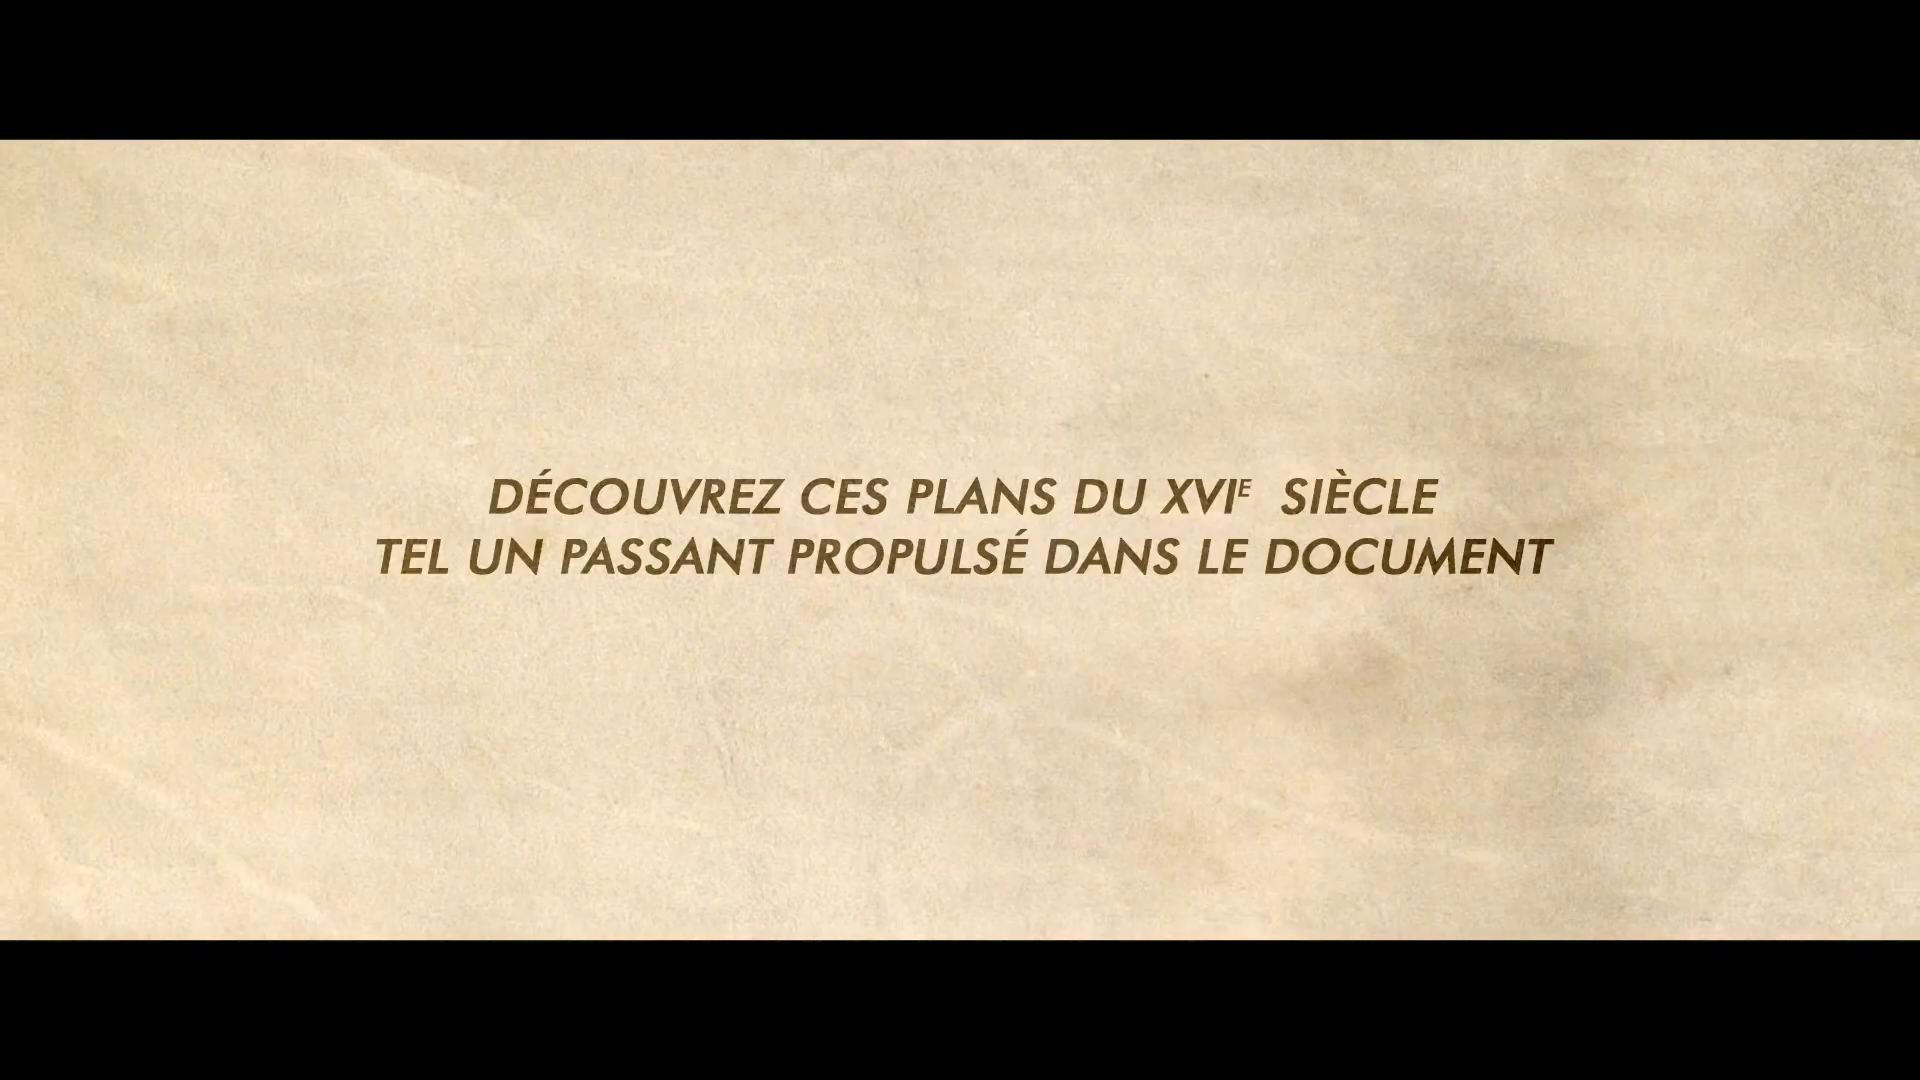 DÉCOUVREZ CES PLANS DU XVIᴱ SIÈCLE
TEL UN PASSANT PROPULSÉ DANS LE DOCUMENT